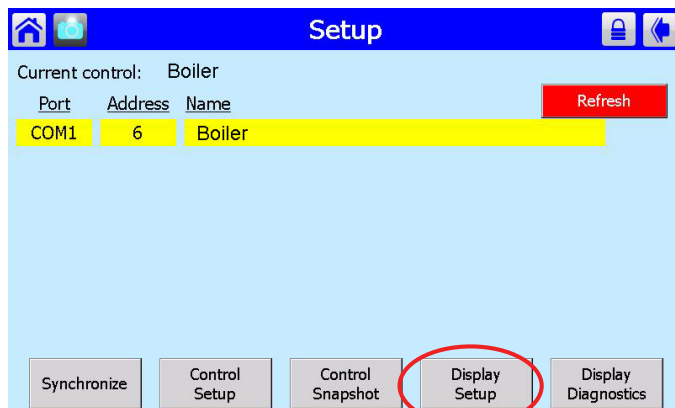 Setup
Current control: Boiler
Port Address Name
Refresh
COM1 6 Boiler
Synchronize
Control
Setup
Control
Snapshot
Display
Setup
Display
Diagnostics